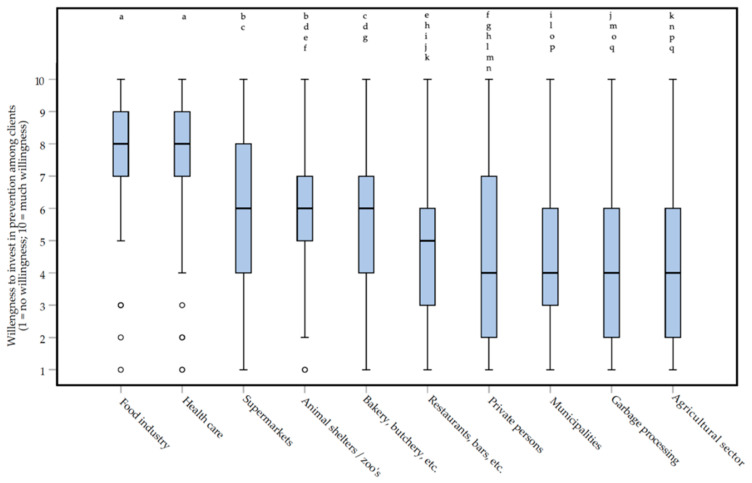 a a b b c e f i j k
c d d h g l m n
e g i h o o p
f j l p q q
k m
n
10
9
8
7
6
5
4
3
2
1
Willengness to invest in prevention among clients
(1 = no willingness; 10 = much willingness)
Food industry
Health care
Supermarkets
Animal shelters / zoo's
Bakery, butchery, etc.
Restaurants, bars, etc.
Private persons
Municipalities
Garbage processing
Agricultural sector